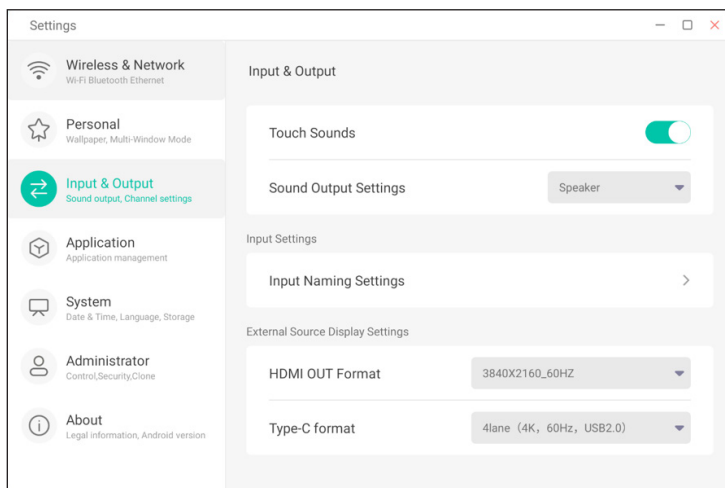 Settings
Wireless & Network
Wi-Fi Bluetooth Ethernet
Personal
Wallpaper, Multi-Window Mode
Input & Output
Sound output, Channel settings
Application
Application management
System
Date & Time, Language, Storage
Administrator
Control,Security,Clone
About
Legal information, Android version
Input & Output
Touch Sounds
Sound Output Settings Speaker
Input Settings
Input Naming Settings
External Source Display Settings
HDMI OUT Format 3840X2160_60HZ
Type-C format 4lane（4K，60Hz，USB2.0）